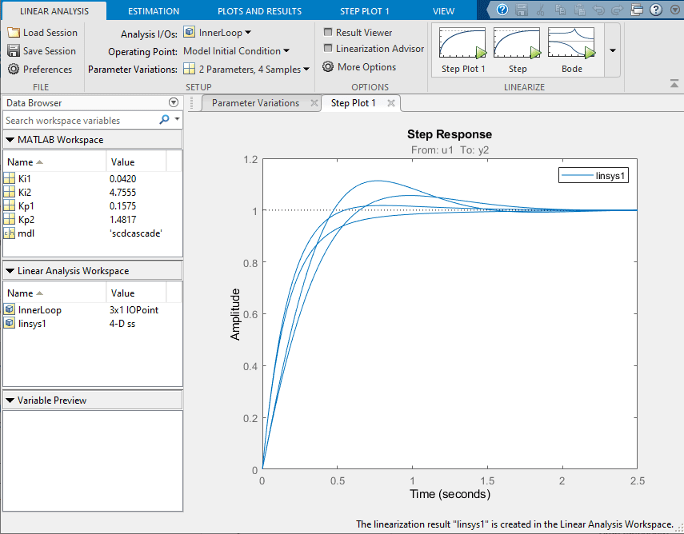 LINEAR ANALYSIS ESTIMATION PLOTS AND RESULTS STEP PLOT 1 VIEW
Load Session
Save Session
Preferences
FILE
Analysis I/Os: InnerLoop
Operating Point: Model Initial Condition
Parameter Variations: 2 Parameters, 4 Samples
SETUP
Result Viewer
Linearization Advisor
More Options
OPTIONS
Step Plot 1 Step Bode
LINEARIZE
Data Browser
Search workspace variables
MATLAB Workspace
Name Value
Ki1 0.0420
Ki2 4.7555
Kp1 0.1575
Kp2 1.4817
mdl 'scdcascade'
Linear Analysis Workspace
Name Value
InnerLoop 3x1 IOPoint
linsys1 4-D ss
Variable Preview
Parameter Variations Step Plot 1
Step Response
From: u1 To: y2
linsys1
1.2
1
0.8
0.6
0.4
0.2
0
Amplitude
0 0.5 1 1.5 2 2.5
Time (seconds)
The linearization result "linsys1" is created in the Linear Analysis Workspace.